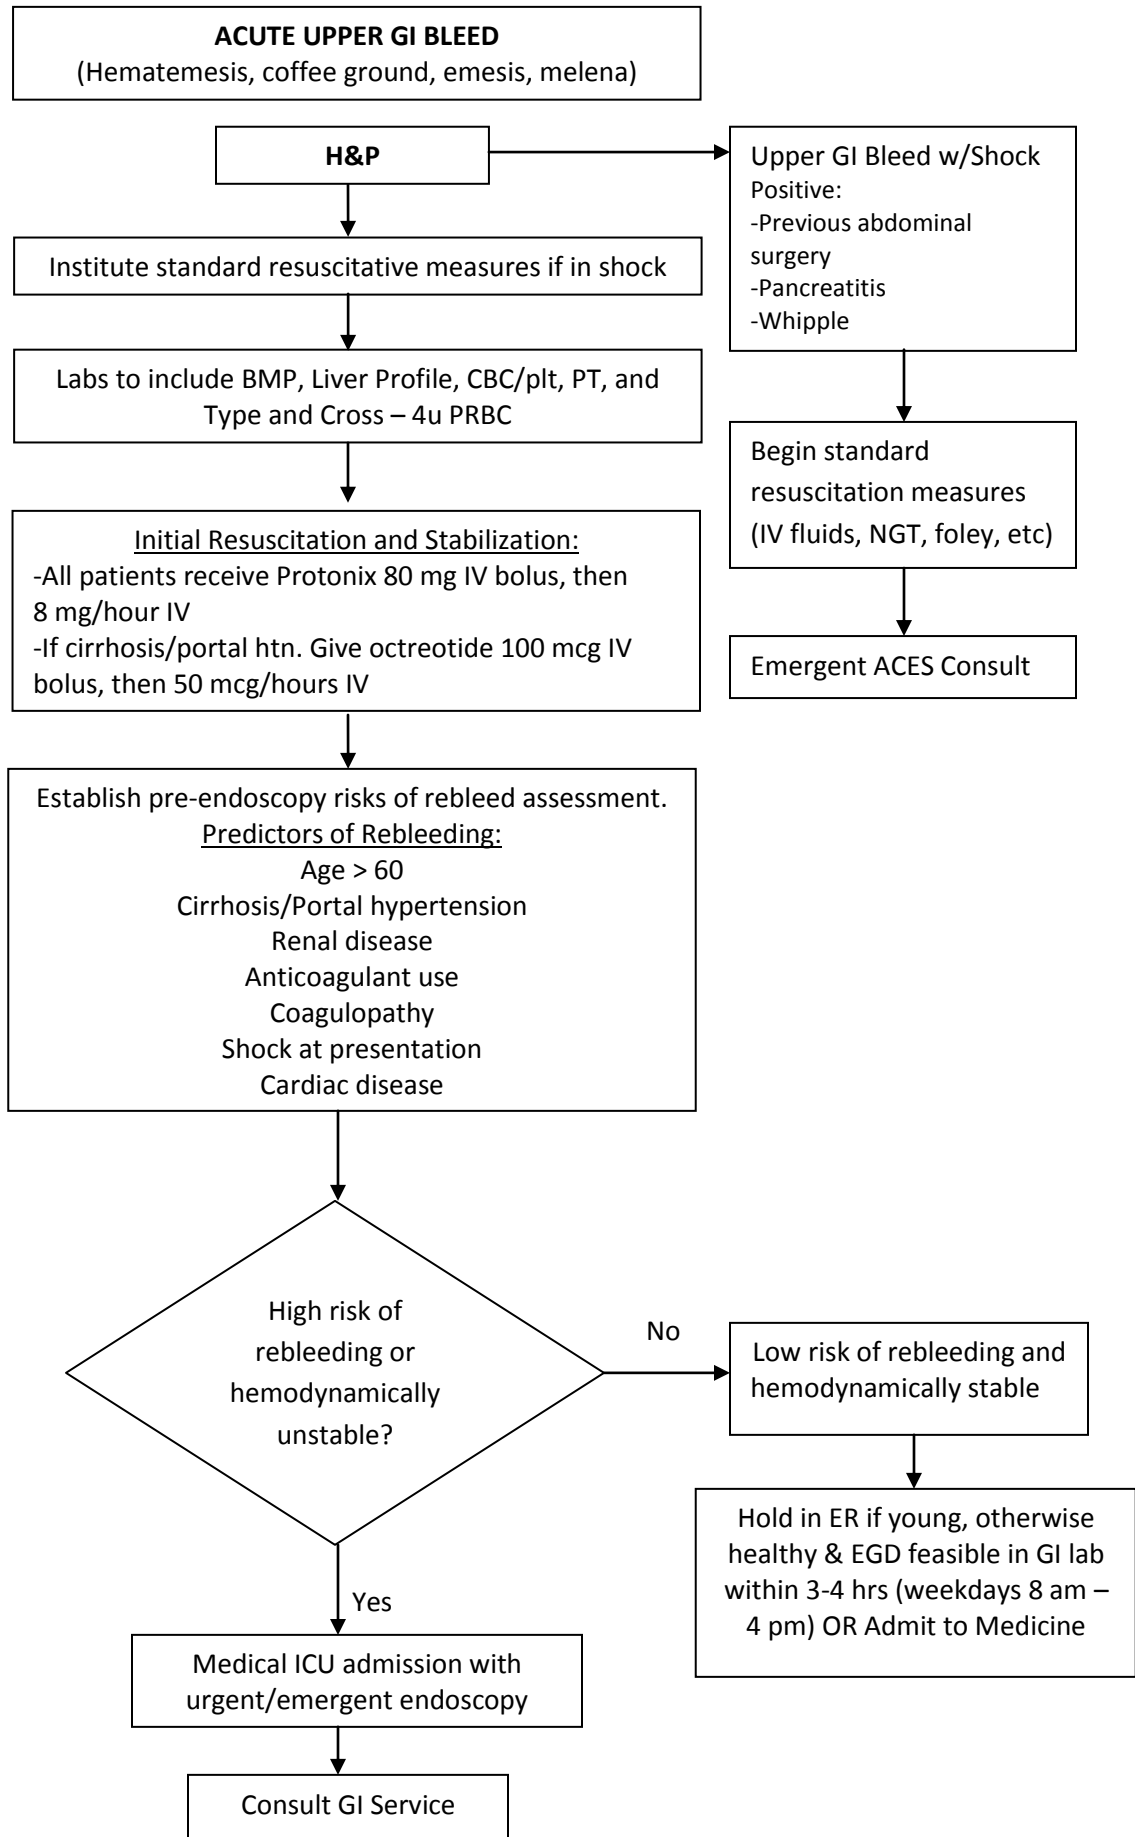 ACUTE UPPER GI BLEED
(Hematemesis, coffee ground, emesis, melena)
H&P
Upper GI Bleed w/Shock
Positive:
-Previous abdominal
surgery
-Pancreatitis
-Whipple
Institute standard resuscitative measures if in shock
Labs to include BMP, Liver Profile, CBC/plt, PT, and
Type and Cross – 4u PRBC
Begin standard
resuscitation measures
(IV fluids, NGT, foley, etc)
Initial Resuscitation and Stabilization:
-All patients receive Protonix 80 mg IV bolus, then
8 mg/hour IV
-If cirrhosis/portal htn. Give octreotide 100 mcg IV
bolus, then 50 mcg/hours IV
Emergent ACES Consult
Establish pre-endoscopy risks of rebleed assessment.
Predictors of Rebleeding:
Age > 60
Cirrhosis/Portal hypertension
Renal disease
Anticoagulant use
Coagulopathy
Shock at presentation
Cardiac disease
High risk of
rebleeding or
hemodynamically
unstable?
No
Low risk of rebleeding and
hemodynamically stable
Hold in ER if young, otherwise
healthy & EGD feasible in GI lab
within 3-4 hrs (weekdays 8 am –
4 pm) OR Admit to Medicine
Yes
Medical ICU admission with
urgent/emergent endoscopy
Consult GI Service